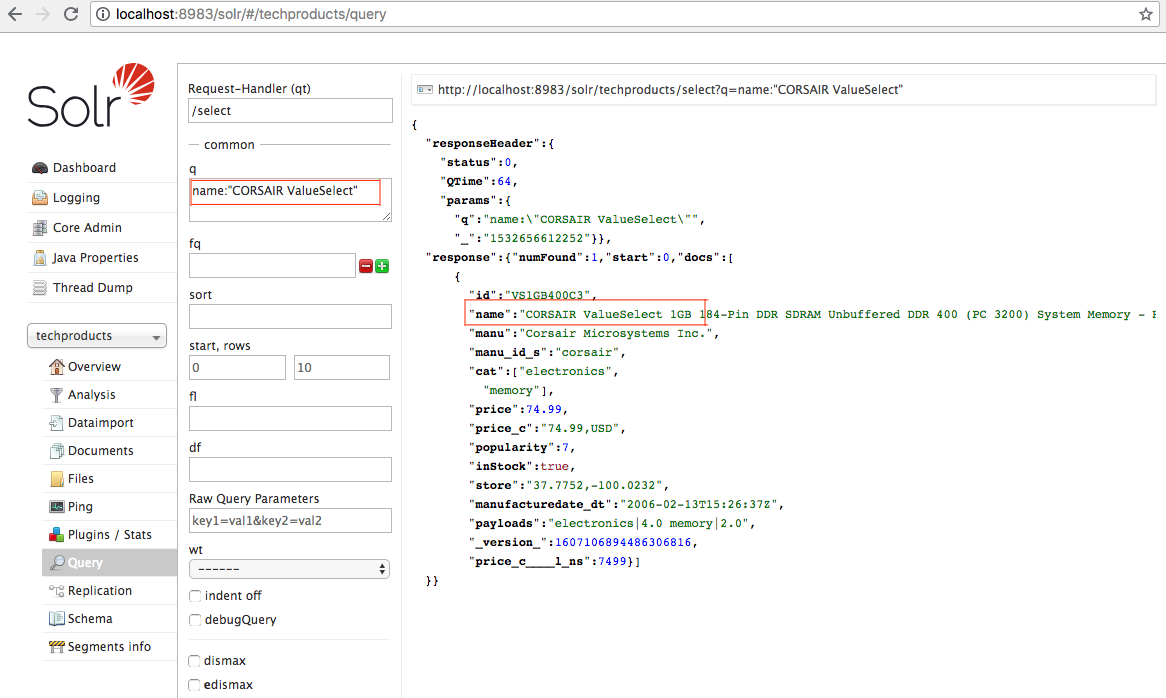 localhost:8983/solr/#/techproducts/query
Solr
Dashboard
Logging
Core Admin
Java Properties
Thread Dump
techproducts
Overview
Analysis
Dataimport
Documents
Files
Ping
Plugins / Stats
Query
Replication
Schema
Segments info
Request-Handler (qt)
/select
common
q
name:"CORSAIR ValueSelect"
fq
sort
start, rows
0 10
fl
df
Raw Query Parameters
key1=val1&key2=val2
wt
------
indent off
debugQuery
dismax
edismax
http://localhost:8983/solr/techproducts/select?q=name:"CORSAIR ValueSelect"
{
"responseHeader":{
"status":0,
"QTime":64,
"params":{
"q":"name:\"CORSAIR ValueSelect\"",
"_":"1532656612252"}},
"response":{"numFound":1,"start":0,"docs":[
{
"id":"VS1GB400C3",
"name":"CORSAIR ValueSelect 1GB 184-Pin DDR SDRAM Unbuffered DDR 400 (PC 3200) System Memory -
"manu":"Corsair Microsystems Inc.",
"manu_id_s":"corsair",
"cat":["electronics",
"memory"],
"price":74.99,
"price_c":"74.99,USD",
"popularity":7,
"inStock":true,
"store":"37.7752,-100.0232",
"manufacturedate_dt":"2006-02-13T15:26:37Z",
"payloads":"electronics|4.0 memory|2.0",
"_version_":1607106894486306816,
"price_c____l_ns":7499}]
}}